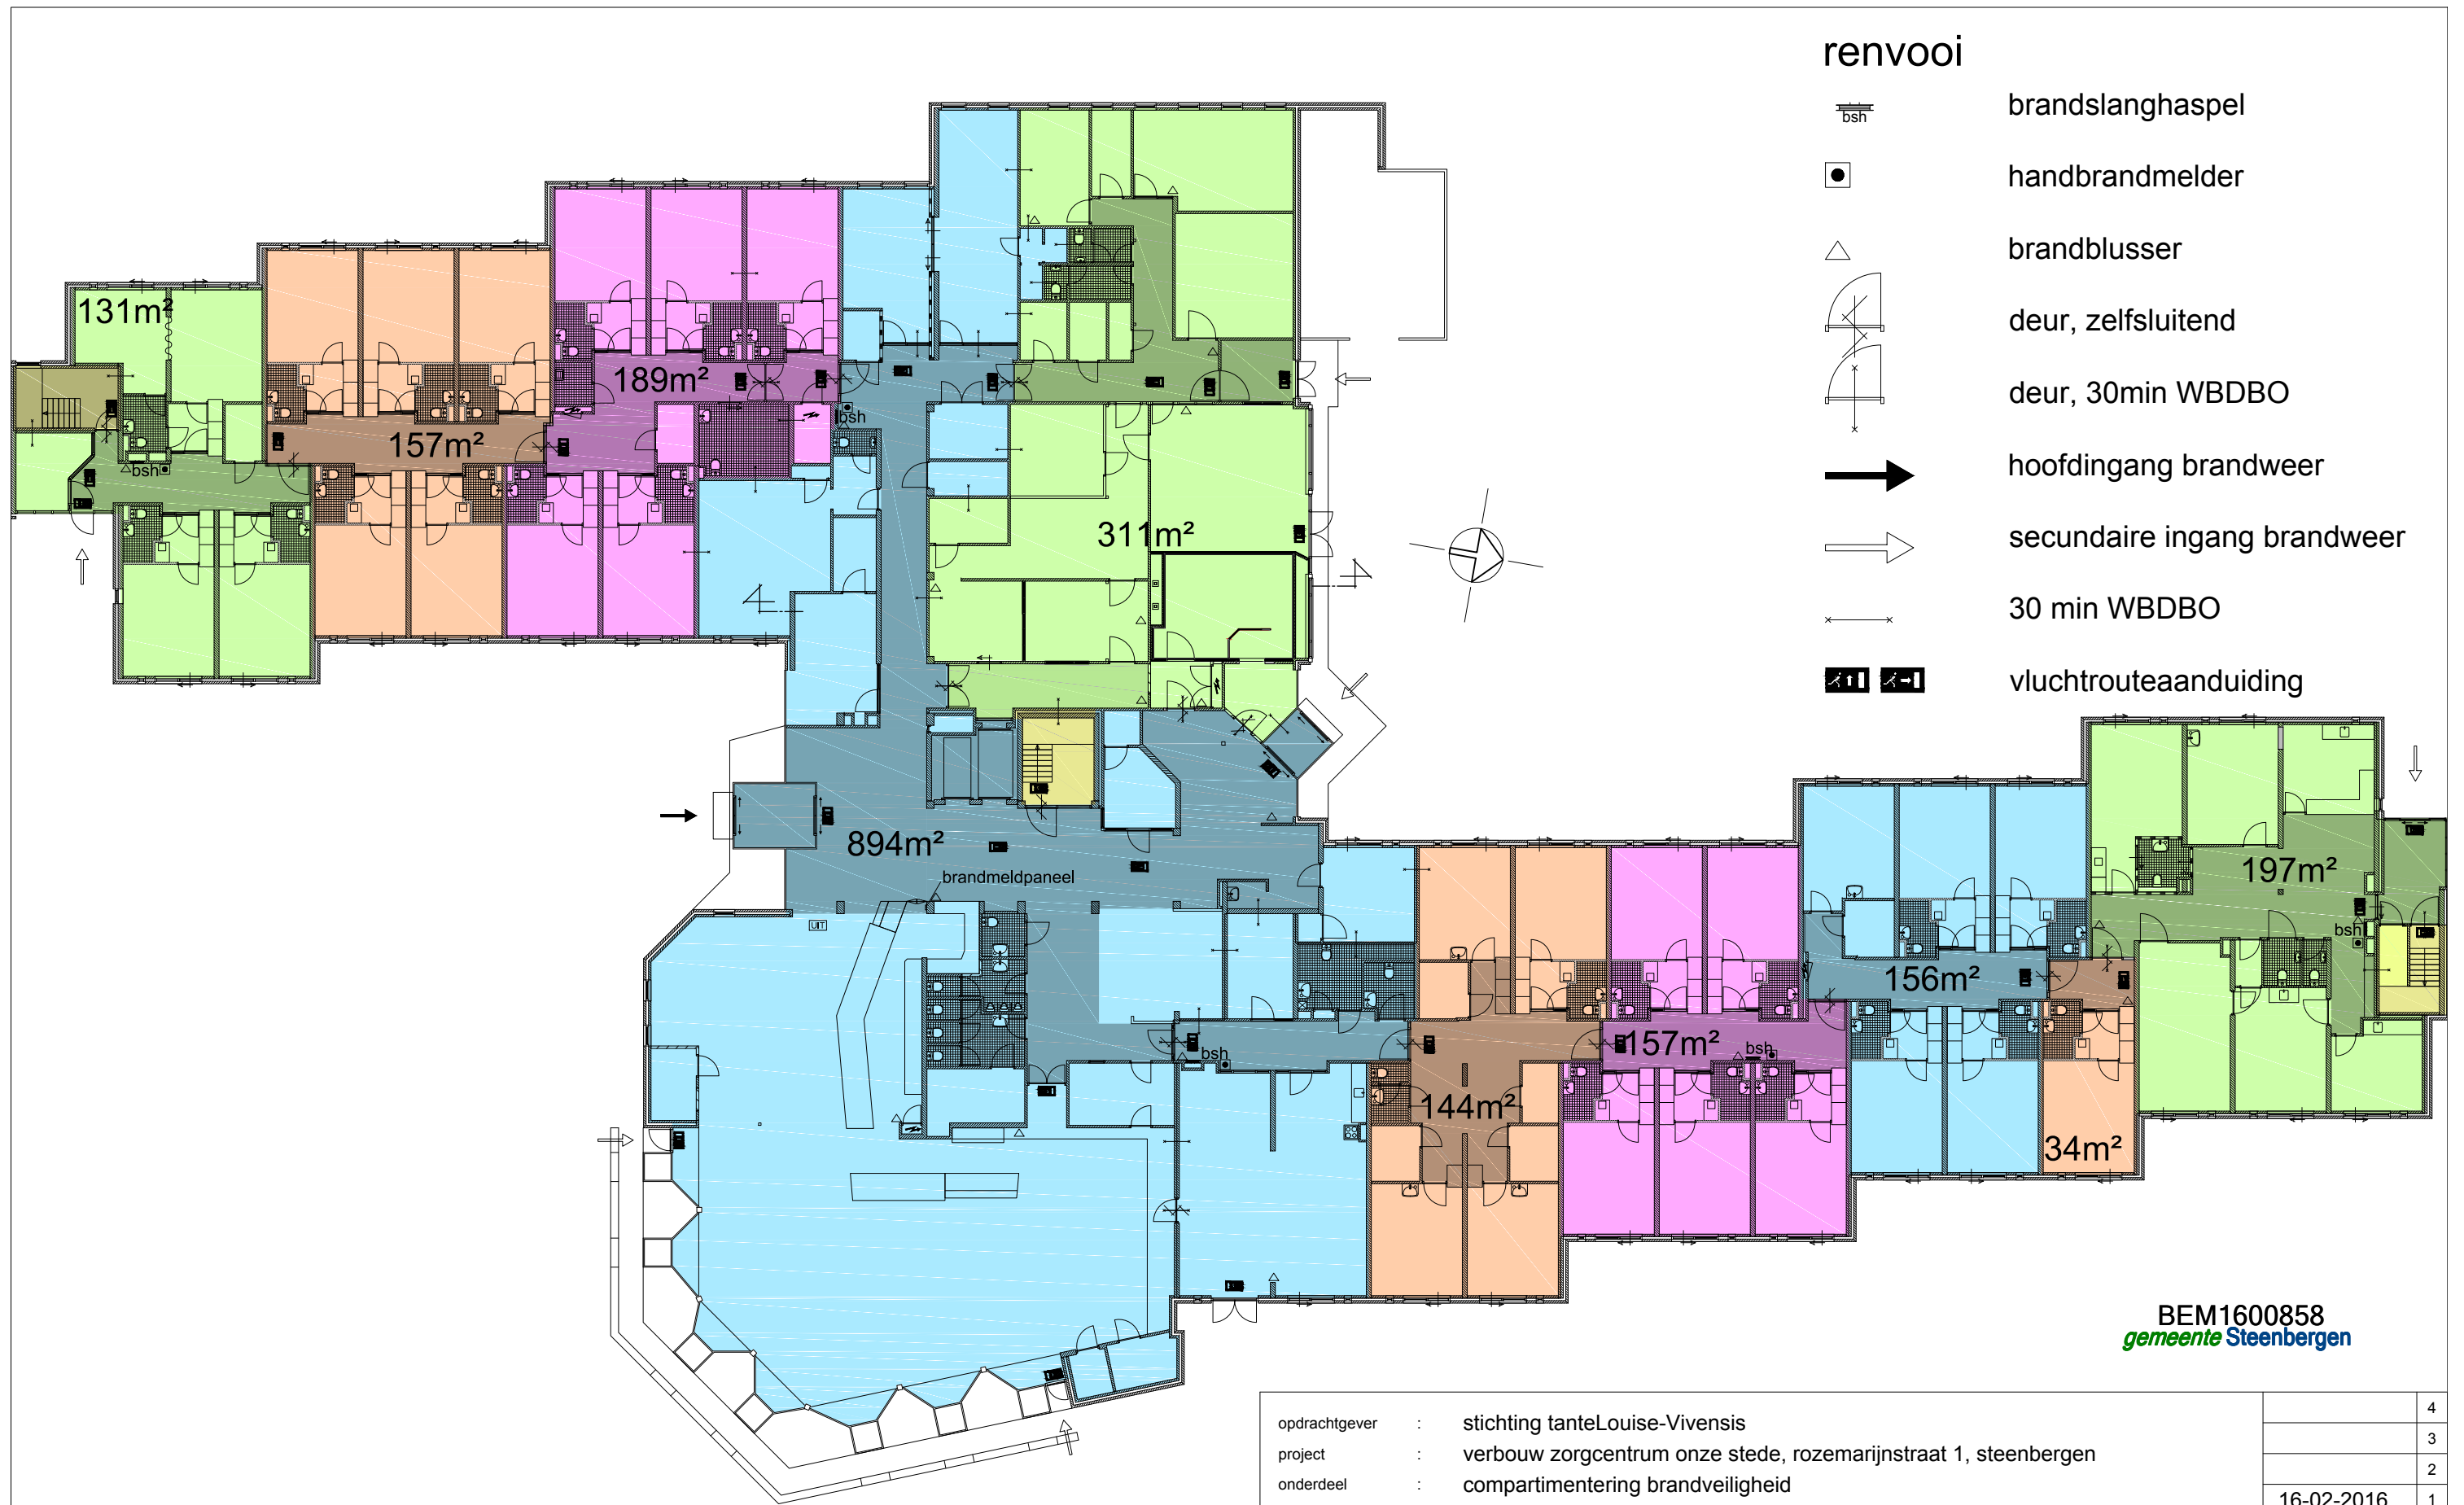 renvooi
bsh
brandslanghaspel
handbrandmelder
brandblusser
deur, zelfsluitend
deur, 30min WBDBO
hoofdingang brandweer
secundaire ingang brandweer
30 min WBDBO
vluchtrouteaanduiding
131m²
189m²
157m²
bsh
bsh
311m²
894m²
brandmeldpaneel
UIT
197m²
bsh
156m²
157m²
bsh
bsh
144m²
34m²
BEM1600858
gemeente Steenbergen
opdrachtgever : stichting tanteLouise-Vivensis
project : verbouw zorgcentrum onze stede, rozemarijnstraat 1, steenbergen
onderdeel : compartimentering brandveiligheid
4
3
2
16-02-2016 1